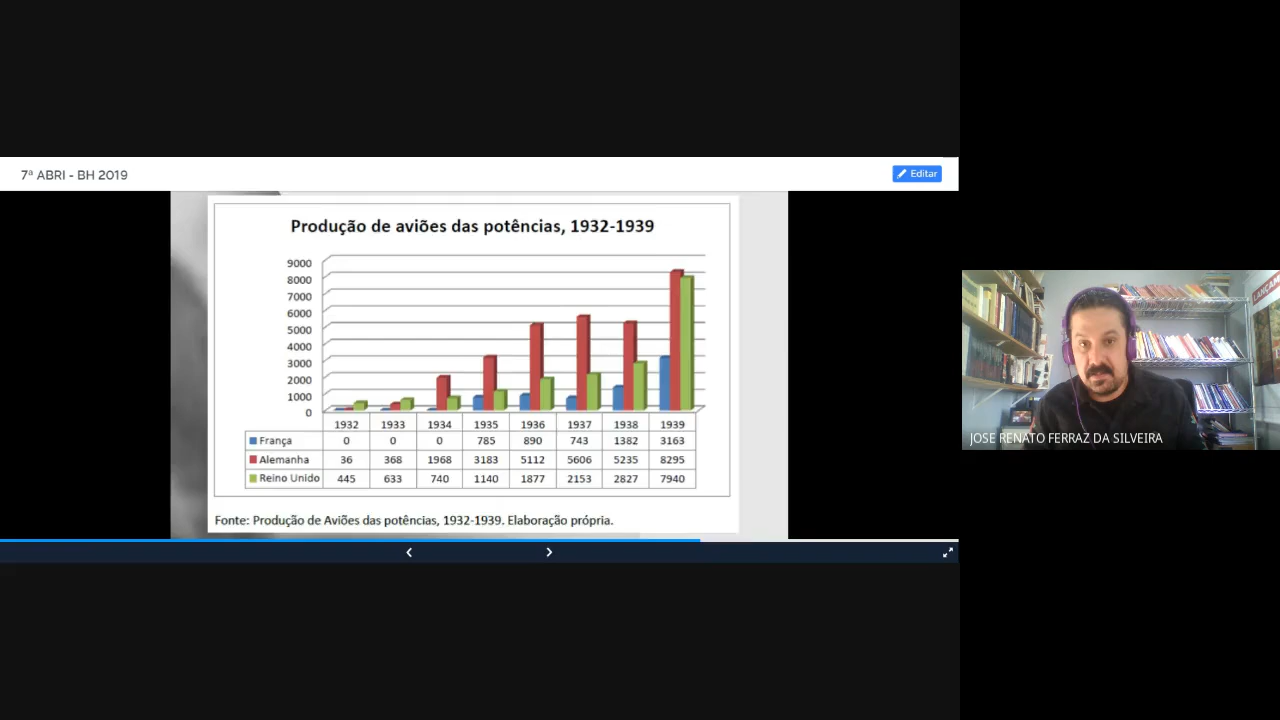 7ª ABRI - BH 2019
Editar
Produção de aviões das potências, 1932-1939
9000
8000
7000
6000
5000
4000
3000
2000
1000
0
1932 1933 1934 1935 1936 1937 1938 1939
França 0 0 0 785 890 743 1382 3163
Alemanha 36 368 1968 3183 5112 5606 5235 8295
Reino Unido 445 633 740 1140 1877 2153 2827 7940
Fonte: Produção de Aviões das potências, 1932-1939. Elaboração própria.
JOSE RENATO FERRAZ DA SILVEIRA